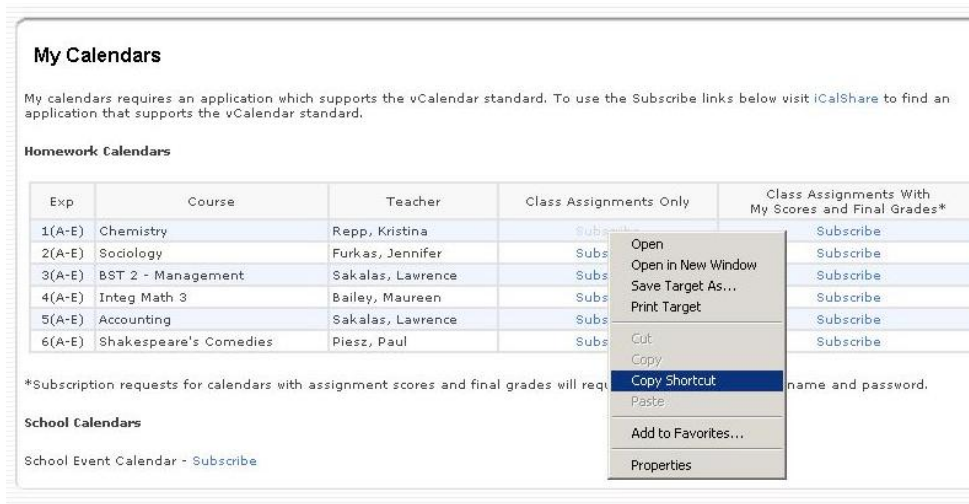 My Calendars
My calendars requires an application which supports the vCalendar standard. To use the Subscribe links below visit iCalShare to find an
application that supports the vCalendar standard.
Homework Calendars
Exp Course Teacher Class Assignments Only Class Assignments With
My Scores and Final Grades*
1(A-E) Chemistry Repp, Kristina Subscribe Subscribe
2(A-E) Sociology Furkas, Jennifer Subs Subscribe
3(A-E) BST 2 - Management Sakalas, Lawrence Subs Subscribe
4(A-E) Integ Math 3 Bailey, Maureen Subs Subscribe
5(A-E) Accounting Sakalas, Lawrence Subs Subscribe
6(A-E) Shakespeare's Comedies Piesz, Paul Subs Subscribe
Open
Open in New Window
Save Target As...
Print Target
Cut
Copy
Copy Shortcut
Paste
Add to Favorites...
Properties
*Subscription requests for calendars with assignment scores and final grades will requ name and password.
School Calendars
School Event Calendar - Subscribe